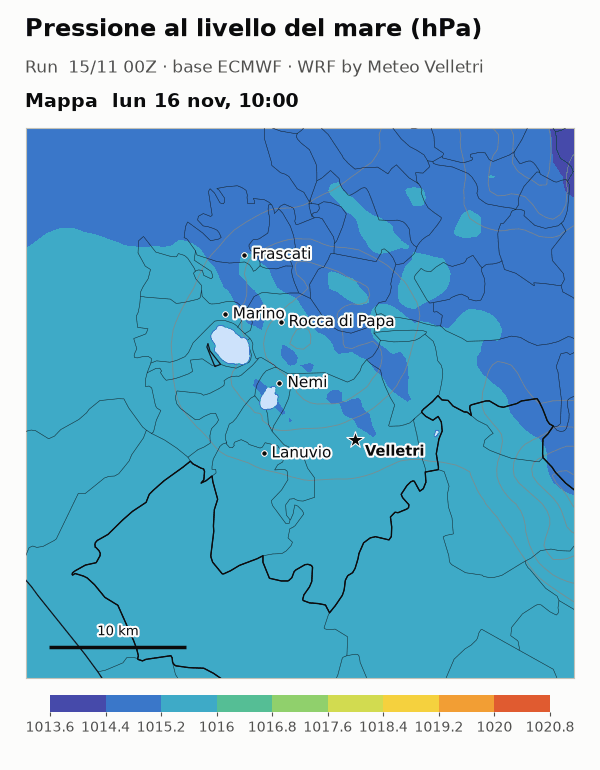 Pressione al livello del mare (hPa)
Run  15/11 00Z · base ECMWF · WRF by Meteo Velletri
Mappa  lun 16 nov, 10:00
Frascati
Marino
Rocca di Papa
Nemi
Velletri
Lanuvio
10 km
1013.6 1014.4 1015.2 1016 1016.8 1017.6 1018.4 1019.2 1020 1020.8